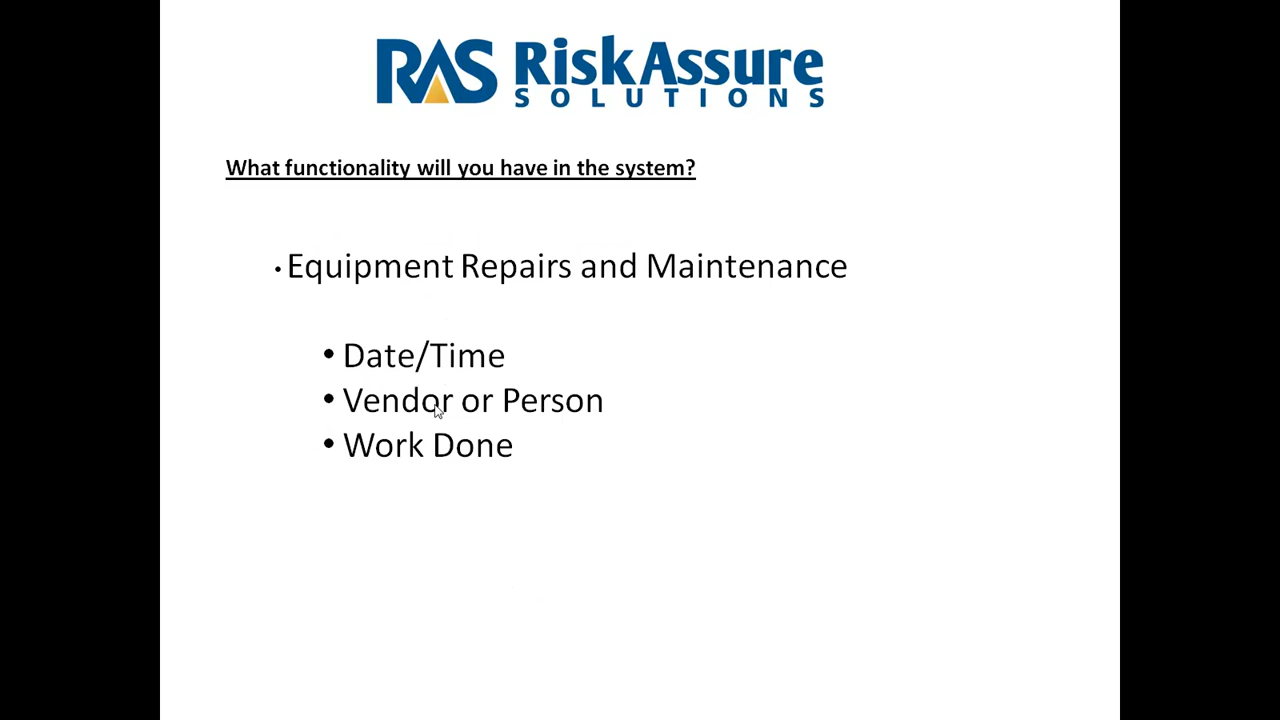 RAS RiskAssure
SOLUTIONS
What functionality will you have in the system?
• Equipment Repairs and Maintenance
• Date/Time
• Vendor or Person
• Work Done